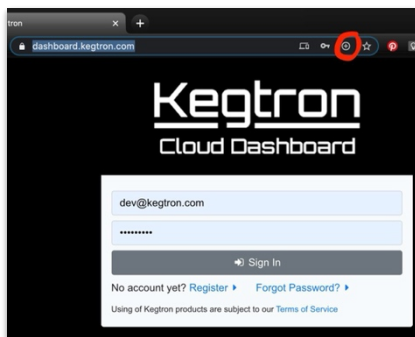 tron
dashboard.kegtron.com
Kegtron
Cloud Dashboard
dev@kegtron.com
•••••••••
Sign In
No account yet? Register Forgot Password?
Using of Kegtron products are subject to our Terms of Service